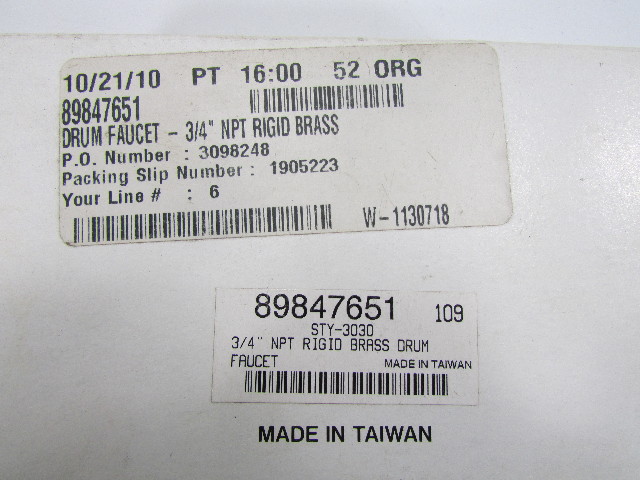 10/21/10 PT 16:00 52 ORG
89847651
DRUM FAUCET - 3/4" NPT RIGID BRASS
P.O. Number : 3098248
Packing Slip Number : 1905223
Your Line # : 6
W-1130718
89847651 109
STY-3030
3/4" NPT RIGID BRASS DRUM
FAUCET MADE IN TAIWAN
MADE IN TAIWAN